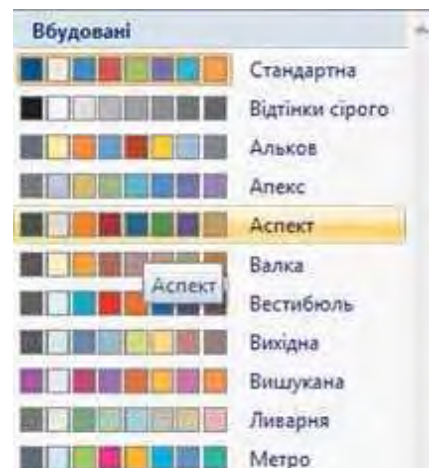 Вбудовані
Стандартна
Відтінки сірого
Альков
Апекс
Аспект
Валка
Аспект
Вестибюль
Вихідна
Вишукана
Ливарня
Метро